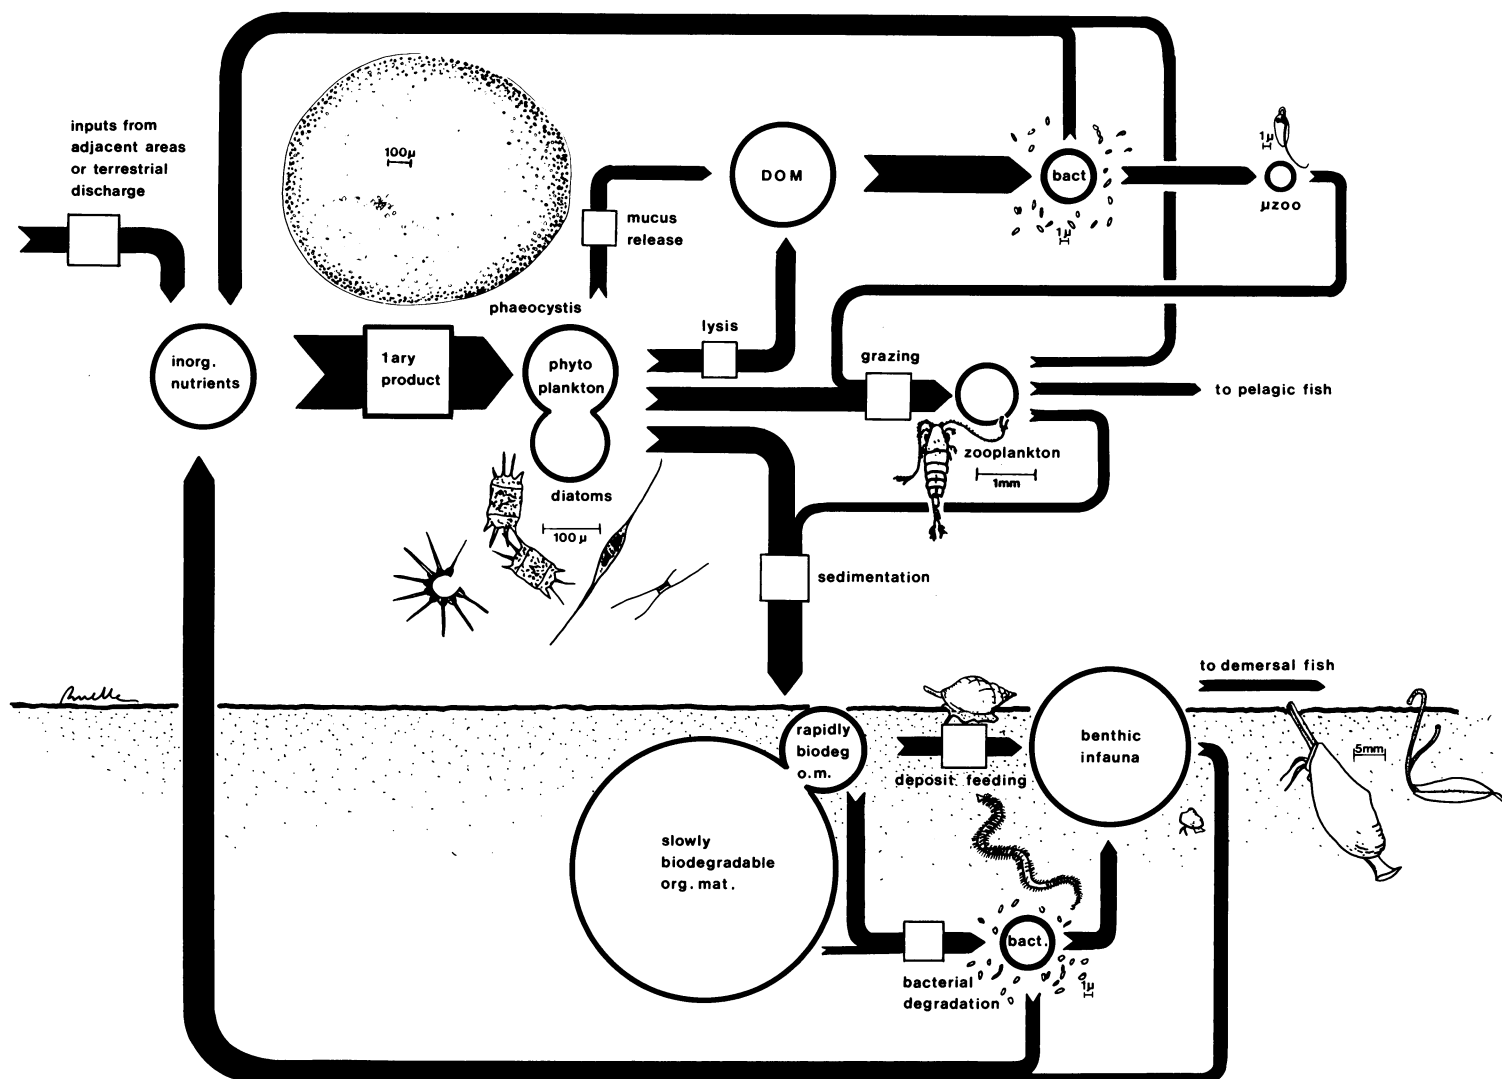 inputs from
adjacent areas
or terrestrial
discharge
100µ
mucus
release
DOM
bact
1µ
1µ
µzoo
phaeocystis
inorg.
nutrients
1ary
product
phyto
plankton
lysis
grazing
to pelagic fish
zooplankton
1mm
diatoms
100 µ
sedimentation
to demersal fish
rapidly
biodeg
o.m.
deposit feeding
benthic
infauna
5mm
slowly
biodegradable
org. mat.
bact.
1µ
bacterial
degradation